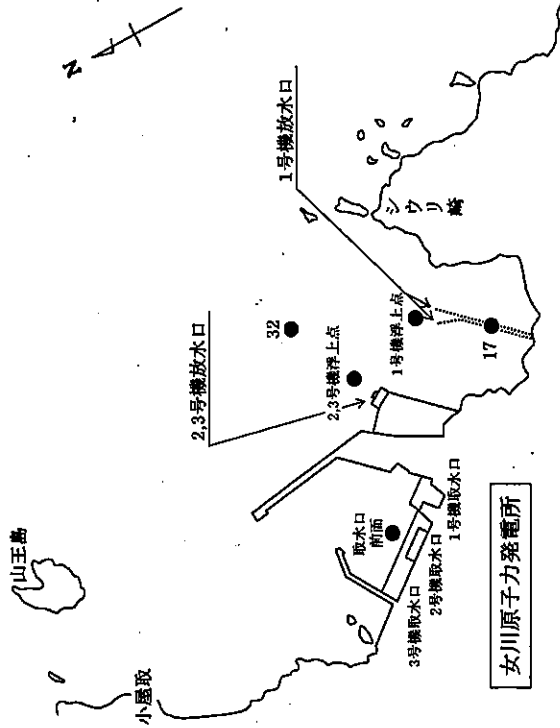 N
山王島
小屋取
2,3号機放水口
1号機放水口
32
2,3号機浮上点
1号機浮上点
17
シウリ崎
取水口
前面
3号機取水口
2号機取水口
1号機取水口
女川原子力発電所